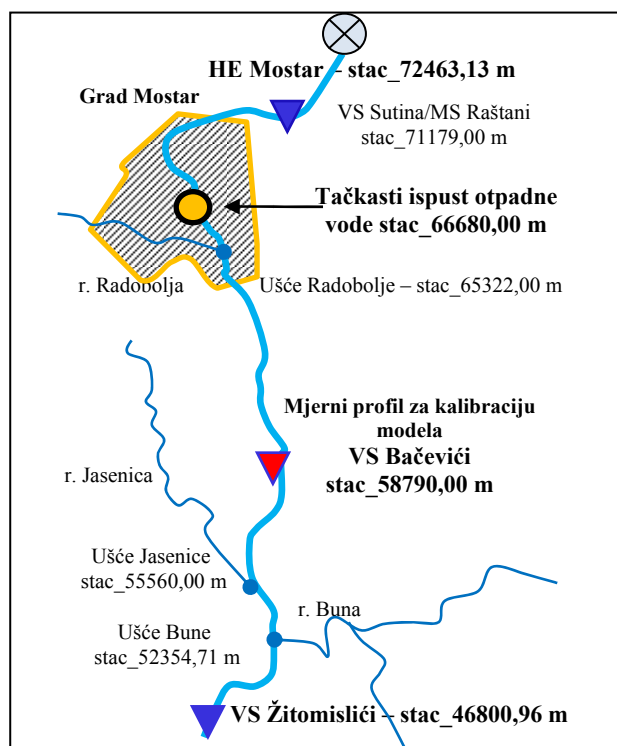 HE Mostar – stac_72463,13 m
Grad Mostar
VS Sutina/MS Raštani
stac_71179,00 m
Tačkasti ispust otpadne
vode stac_66680,00 m
r. Radobolja
Ušće Radobolje – stac_65322,00 m
Mjerni profil za kalibraciju
modela
VS Bačevići
stac_58790,00 m
r. Jasenica
Ušće Jasenice
stac_55560,00 m
r. Buna
Ušće Bune
stac_52354,71 m
VS Žitomislići – stac_46800,96 m